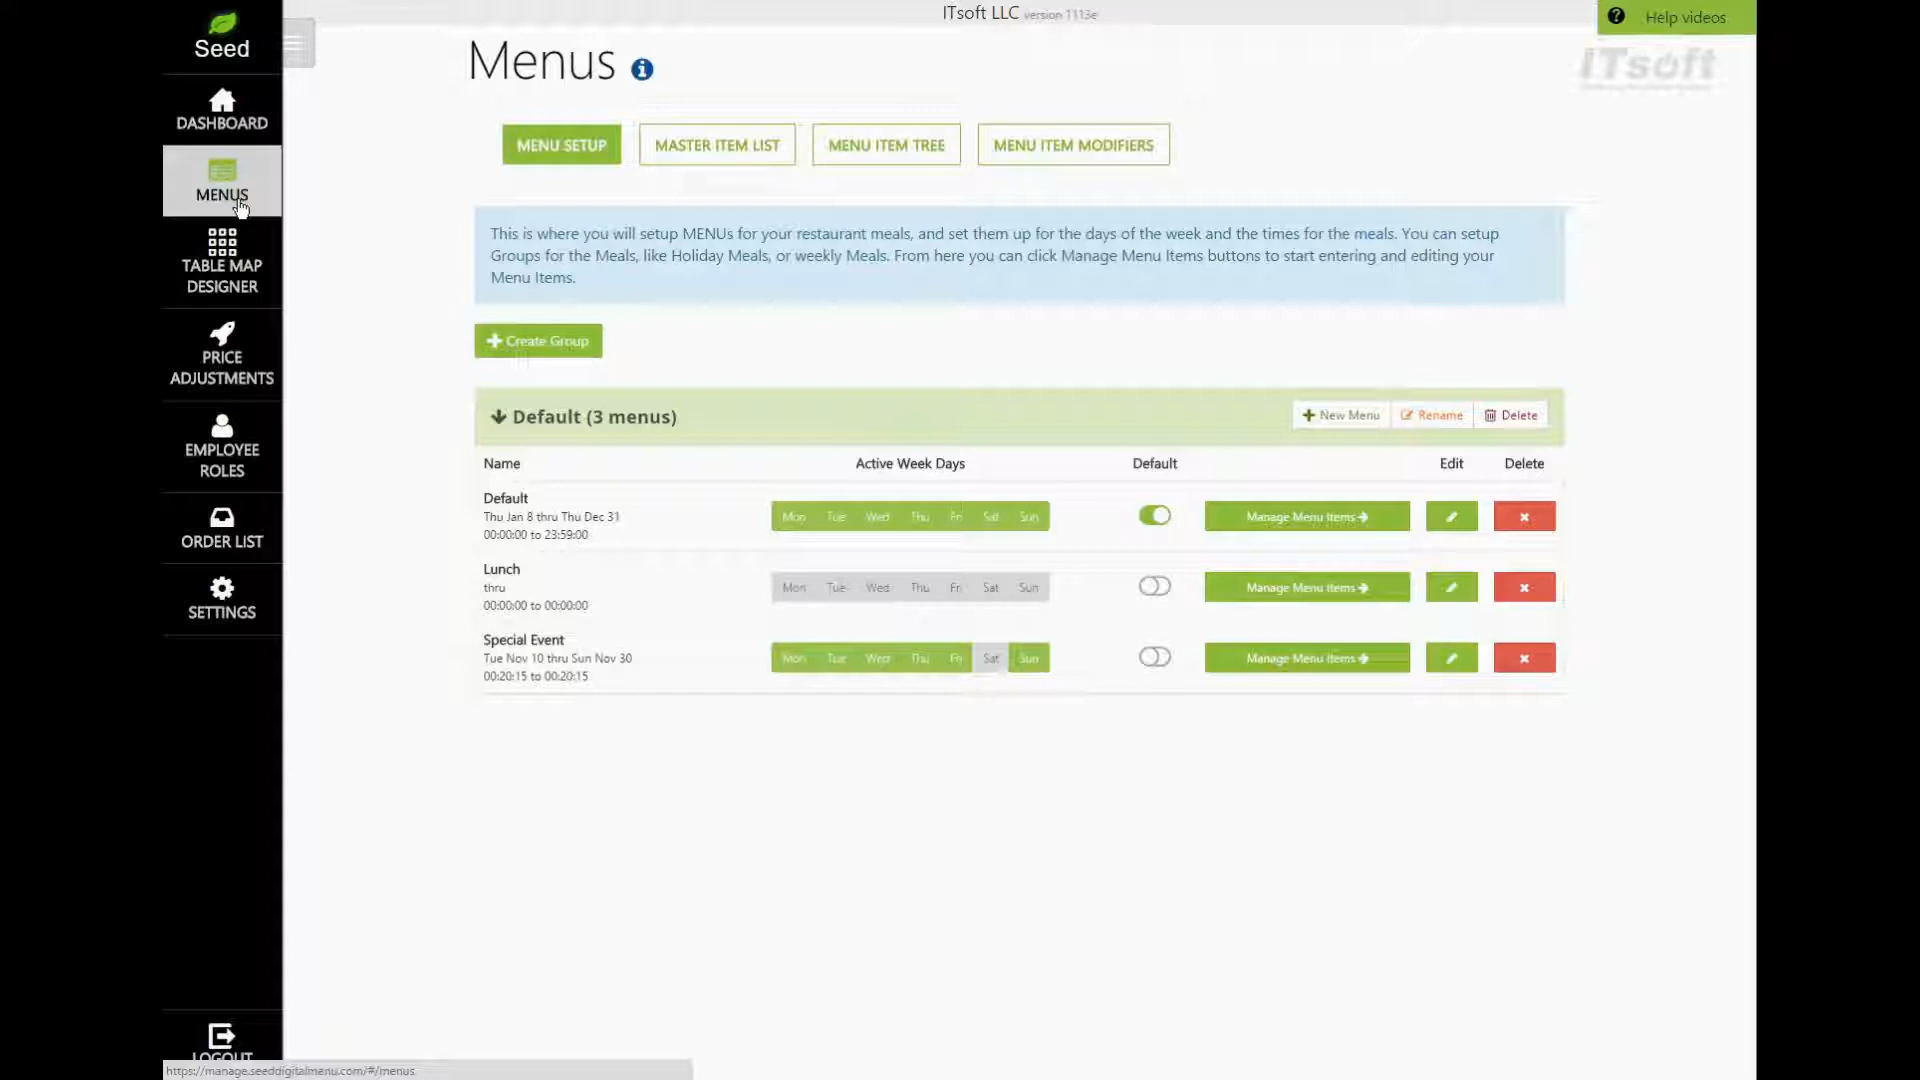 ITsoft LLC version 1113e
Help videos
Seed
Menus
ITsoft
DASHBOARD
MENUS
TABLE MAP
DESIGNER
PRICE
ADJUSTMENTS
EMPLOYEE
ROLES
ORDER LIST
SETTINGS
LOGOUT
MENU SETUP
MASTER ITEM LIST
MENU ITEM TREE
MENU ITEM MODIFIERS
This is where you will setup MENUs for your restaurant meals, and set them up for the days of the week and the times for the meals. You can setup
Groups for the Meals, like Holiday Meals, or weekly Meals. From here you can click Manage Menu Items buttons to start entering and editing your
Menu Items.
Create Group
Default (3 menus)
New Menu
Rename
Delete
Name Active Week Days Default Edit Delete
Default
Thu Jan 8 thru Thu Dec 31
00:00:00 to 23:59:00
Mon Tue Wed Thu Fri Sat Sun
Manage Menu Items
Lunch
thru
00:00:00 to 00:00:00
Mon Tue Wed Thu Fri Sat Sun
Manage Menu Items
Special Event
Tue Nov 10 thru Sun Nov 30
00:20:15 to 00:20:15
Mon Tue Wed Thu Fri Sat Sun
Manage Menu Items
https://manage.seeddigitalmenu.com/#/menus